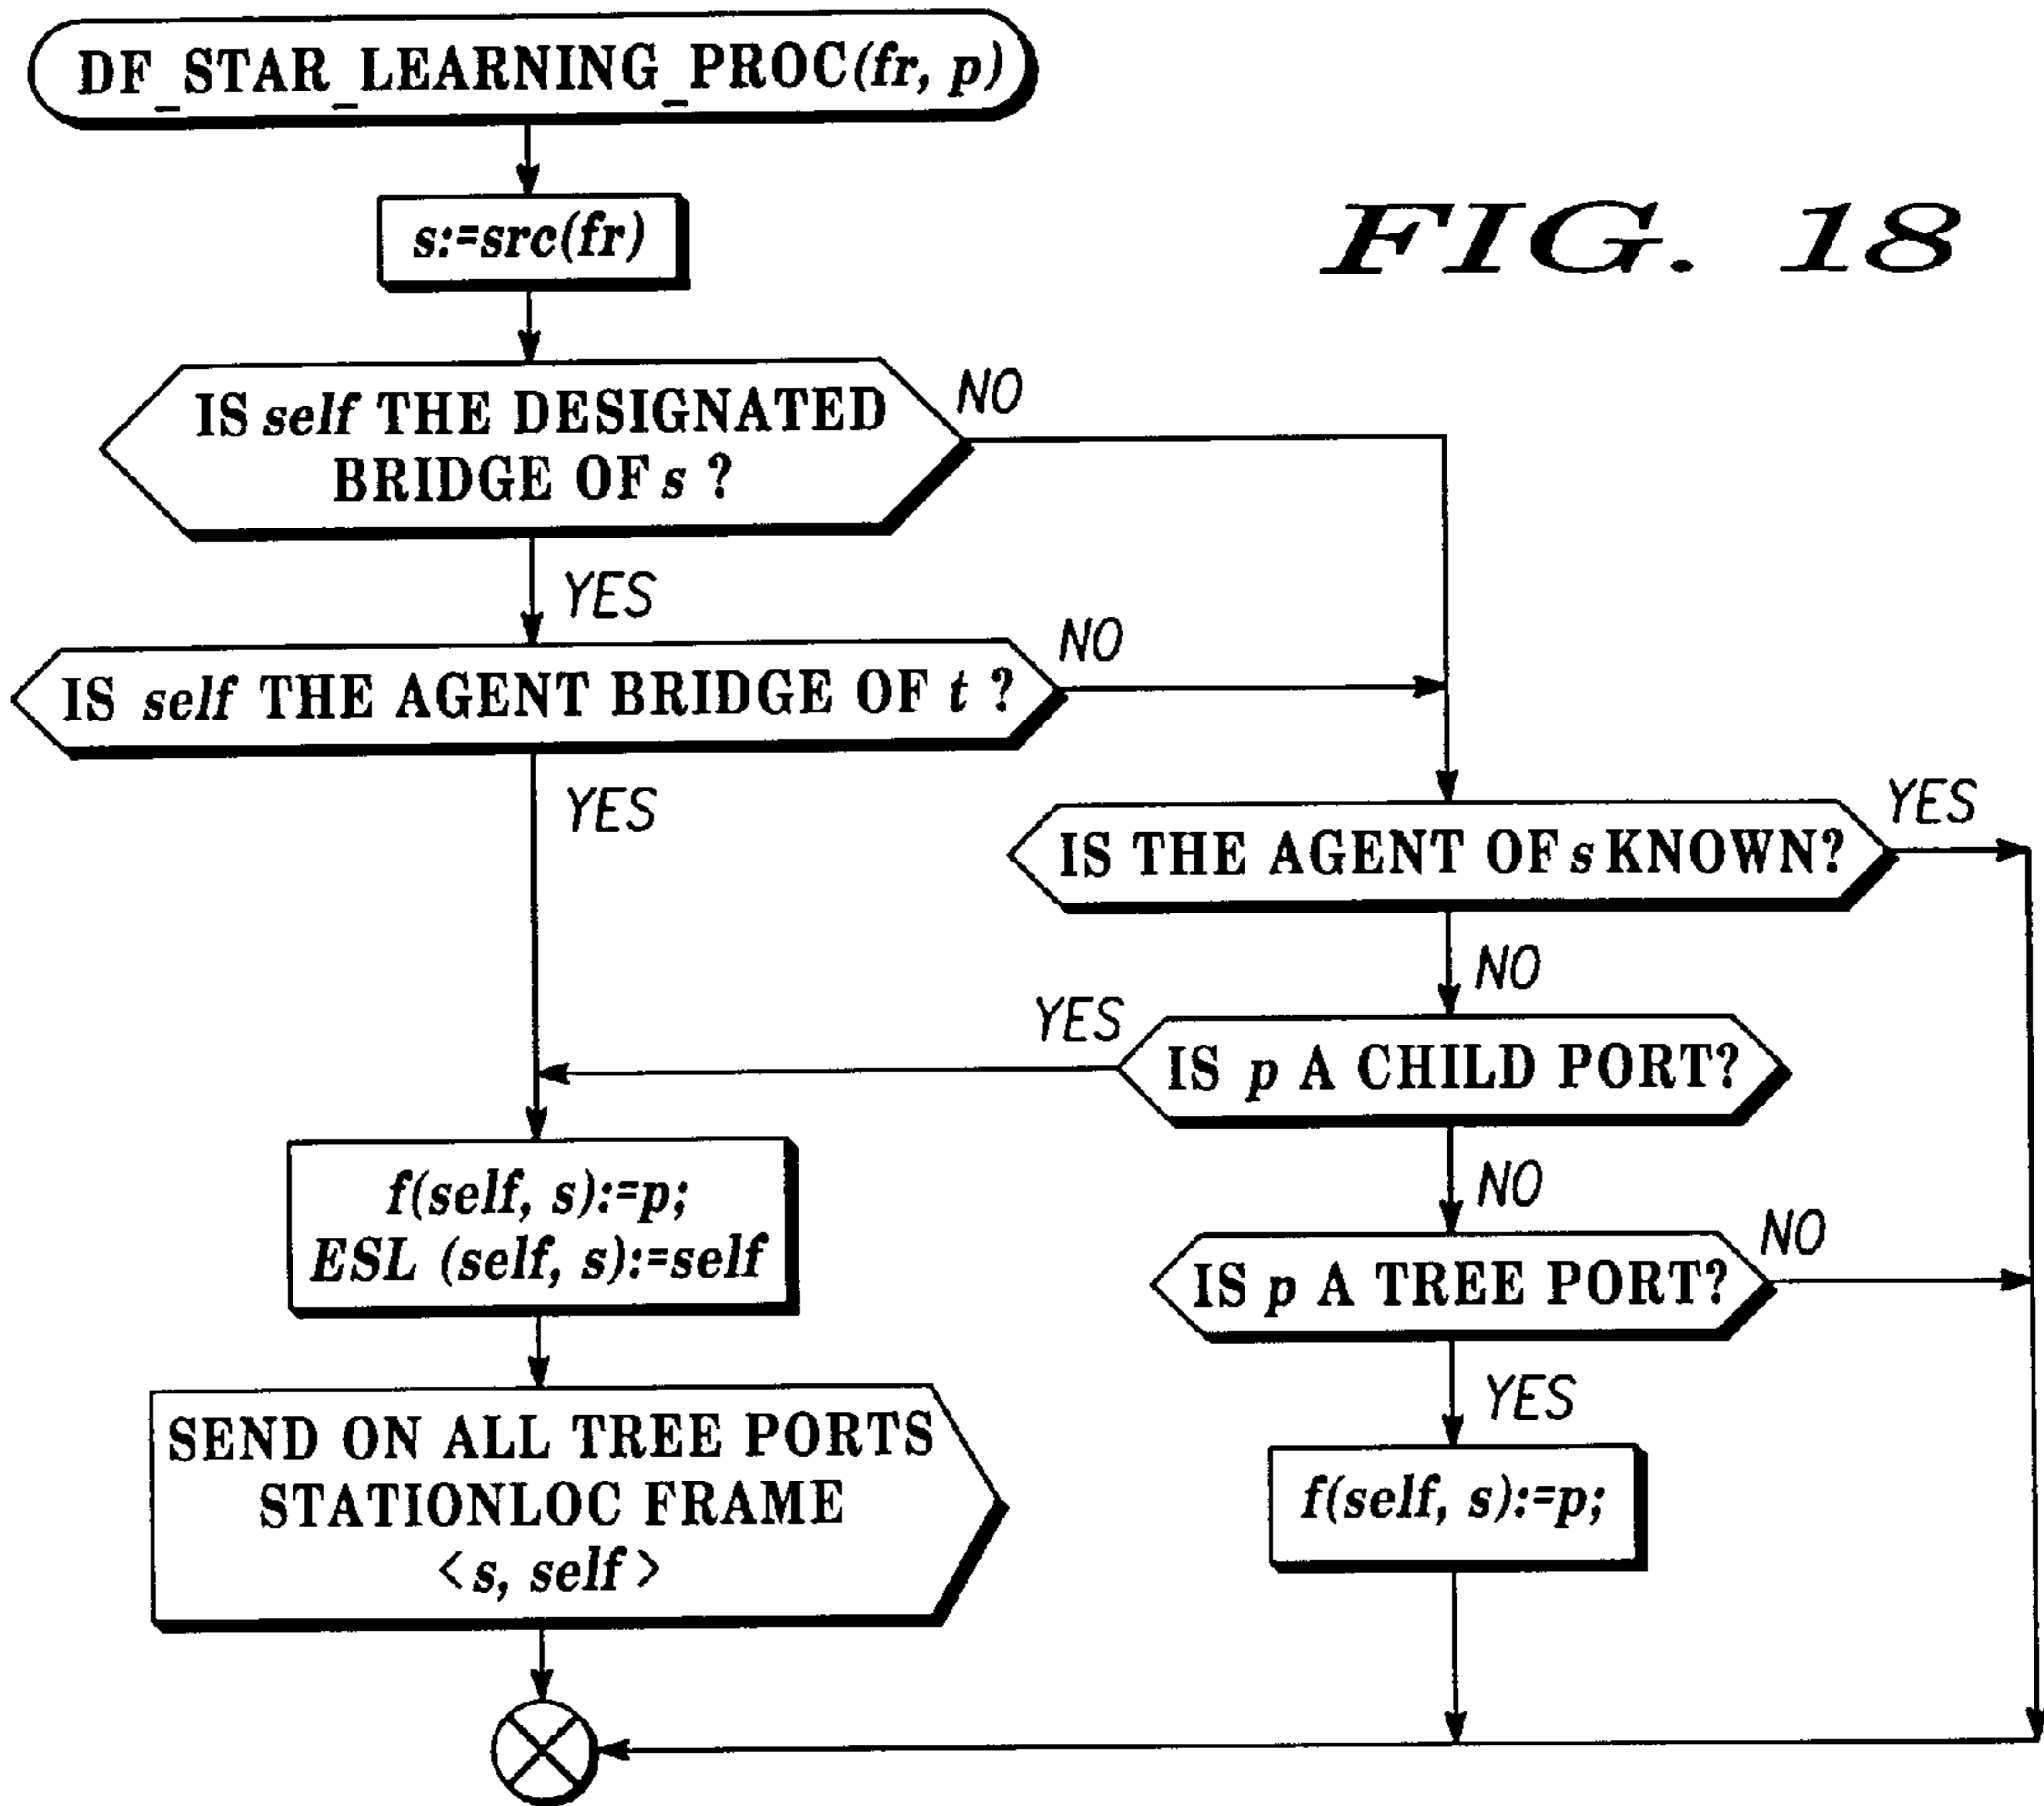 DF_STAR_LEARNING_PROC(fr, p)
s:=src(fr)
FIG. 18
IS self THE DESIGNATED
BRIDGE OF s ?
NO
YES
IS self THE AGENT BRIDGE OF t ?
NO
YES
IS THE AGENT OF s KNOWN?
YES
NO
IS p A CHILD PORT?
YES
NO
f(self, s):=p;
ESL (self, s):=self
IS p A TREE PORT?
NO
YES
SEND ON ALL TREE PORTS
STATIONLOC FRAME
<s, self>
f(self, s):=p;